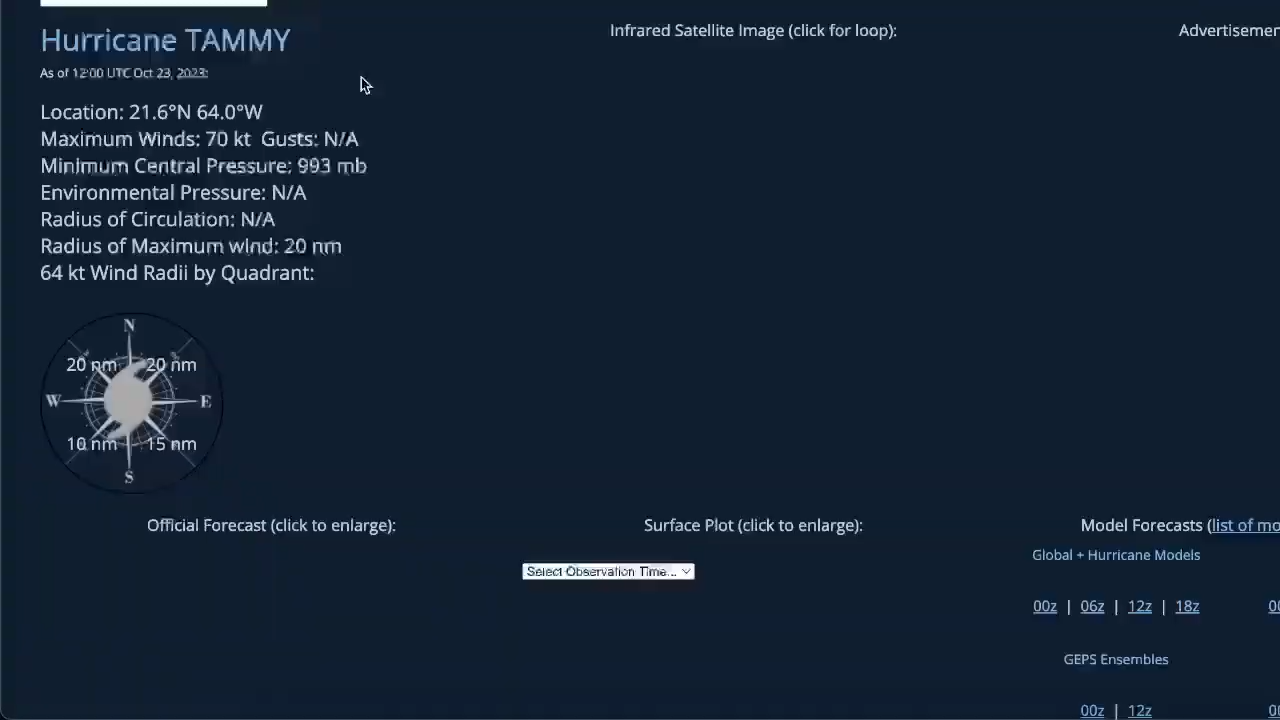 Hurricane TAMMY
As of 12:00 UTC Oct 23, 2023:
Location: 21.6°N 64.0°W
Maximum Winds: 70 kt Gusts: N/A
Minimum Central Pressure: 993 mb
Environmental Pressure: N/A
Radius of Circulation: N/A
Radius of Maximum wind: 20 nm
64 kt Wind Radii by Quadrant:
N
20 nm 20 nm
W E
10 nm 15 nm
S
Infrared Satellite Image (click for loop):
Advertisemen
Official Forecast (click to enlarge):
Surface Plot (click to enlarge):
Select Observation Time...
Model Forecasts (list of mo
Global + Hurricane Models
00z | 06z | 12z | 18z
GEPS Ensembles
00z | 12z